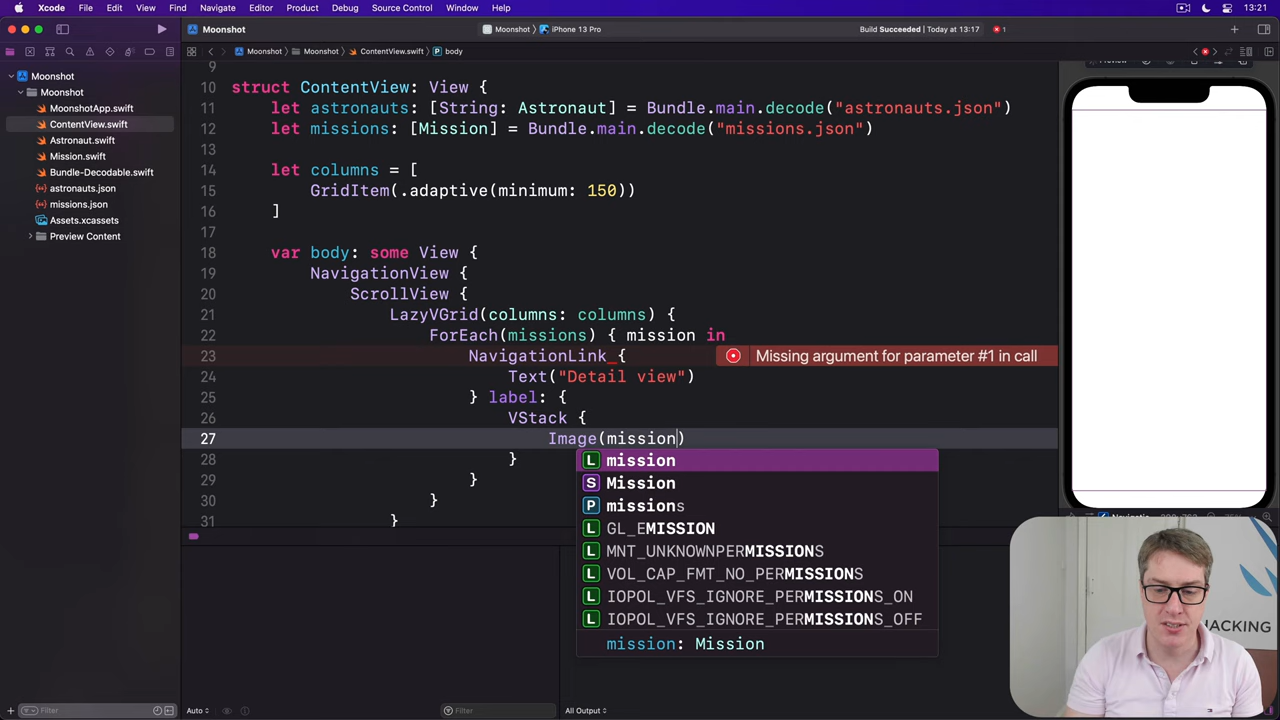 Xcode File Edit View Find Navigate Editor Product Debug Source Control Window Help 13:21
Moonshot Moonshot iPhone 13 Pro Build Succeeded | Today at 13:17 1
Moonshot Moonshot ContentView.swift body
Preview
Moonshot
Moonshot
MoonshotApp.swift
ContentView.swift
Astronaut.swift
Mission.swift
Bundle-Decodable.swift
astronauts.json
missions.json
Assets.xcassets
Preview Content
9
10 struct ContentView: View {
11 let astronauts: [String: Astronaut] = Bundle.main.decode("astronauts.json")
12 let missions: [Mission] = Bundle.main.decode("missions.json")
13
14 let columns = [
15 GridItem(.adaptive(minimum: 150))
16 ]
17
18 var body: some View {
19 NavigationView {
20 ScrollView {
21 LazyVGrid(columns: columns) {
22 ForEach(missions) { mission in
23 NavigationLink { Missing argument for parameter #1 in call
24 Text("Detail view")
25 } label: {
26 VStack {
27 Image(mission)
28 }
29 }
30 }
31 }
L mission
S Mission
P missions
L GL_EMISSION
L MNT_UNKNOWNPERMISSIONS
L VOL_CAP_FMT_NO_PERMISSIONS
L IOPOL_VFS_IGNORE_PERMISSIONS_ON
L IOPOL_VFS_IGNORE_PERMISSIONS_OFF
mission: Mission
HACKING
Filter Auto Filter All Output